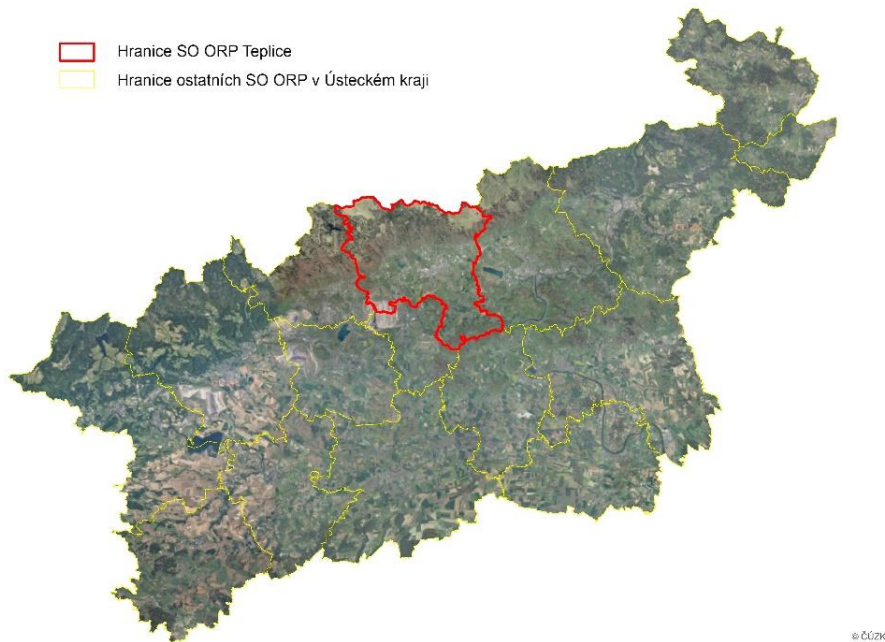 Hranice SO ORP Teplice
Hranice ostatních SO ORP v Ústeckém kraji
© ČÚZK